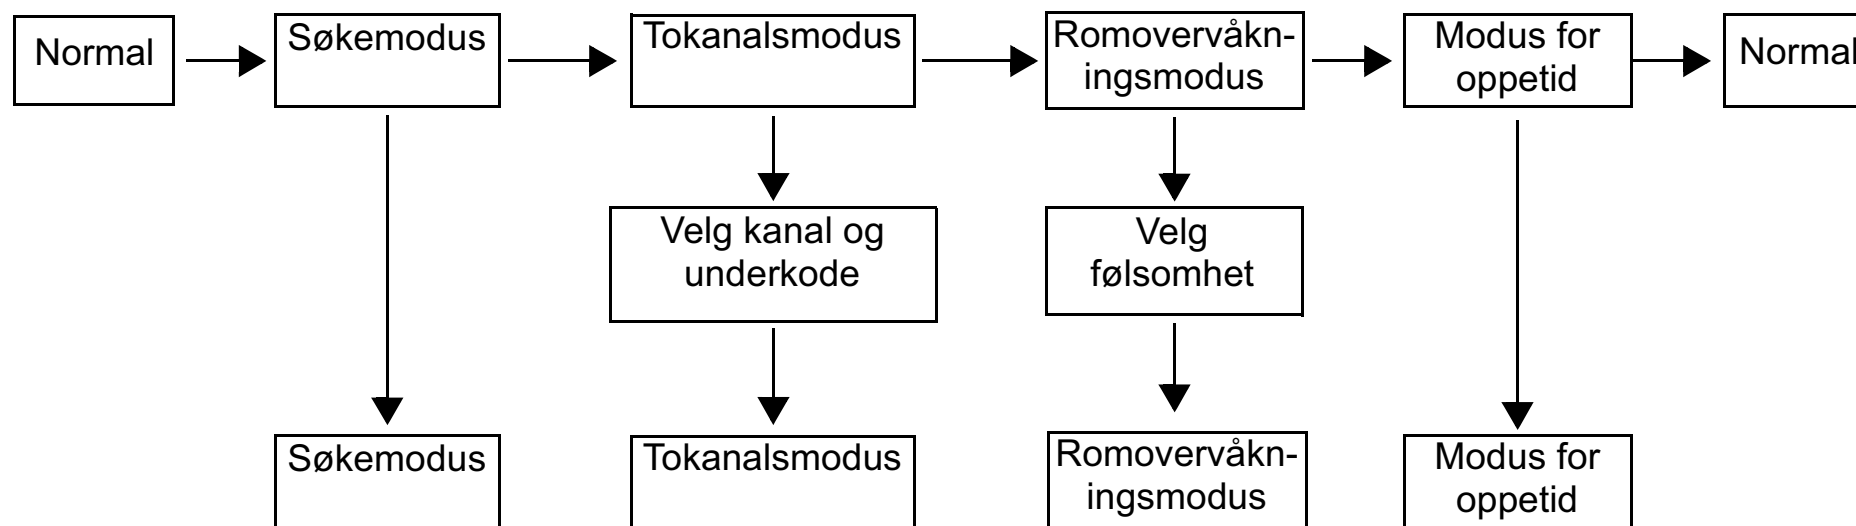 Normal
Søkemodus
Tokanalsmodus
Romovervåkn-
ingsmodus
Modus for
oppetid
Normal
Velg kanal og
underkode
Velg
følsomhet
Søkemodus
Tokanalsmodus
Romovervåkn-
ingsmodus
Modus for
oppetid